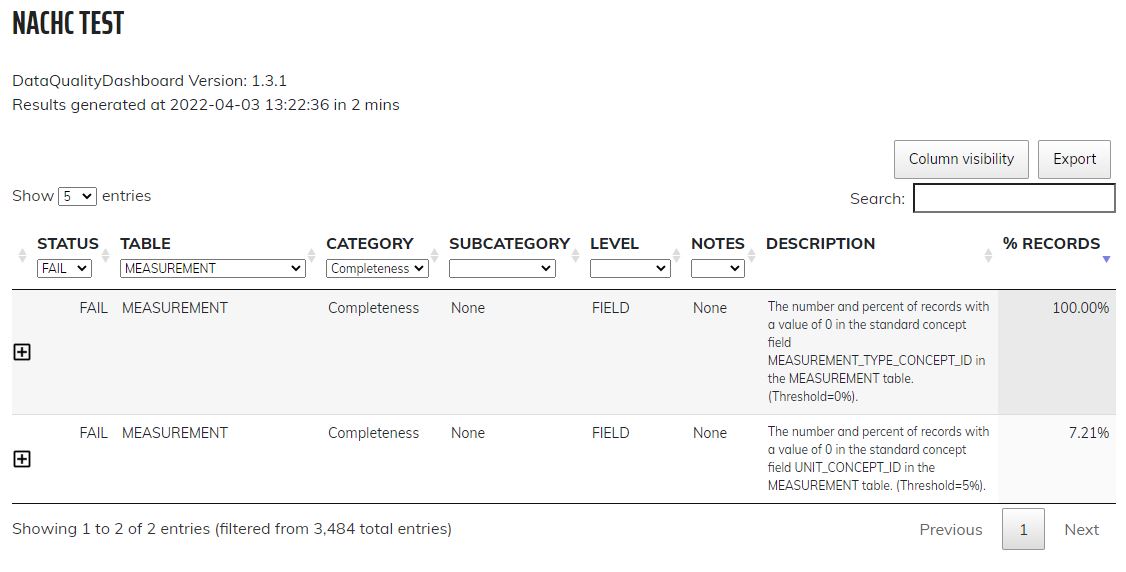 NACHC TEST
DataQualityDashboard Version: 1.3.1
Results generated at 2022-04-03 13:22:36 in 2 mins
Column visibility Export
Show 5 entries
Search:
STATUS TABLE CATEGORY SUBCATEGORY LEVEL NOTES DESCRIPTION % RECORDS
FAIL MEASUREMENT Completeness
FAIL MEASUREMENT Completeness None FIELD None The number and percent of records with 100.00%
a value of 0 in the standard concept
field
MEASUREMENT_TYPE_CONCEPT_ID in
the MEASUREMENT table.
(Threshold=0%).
FAIL MEASUREMENT Completeness None FIELD None The number and percent of records with 7.21%
a value of 0 in the standard concept
field UNIT_CONCEPT_ID in the
MEASUREMENT table. (Threshold=5%).
Showing 1 to 2 of 2 entries (filtered from 3,484 total entries)
Previous 1 Next